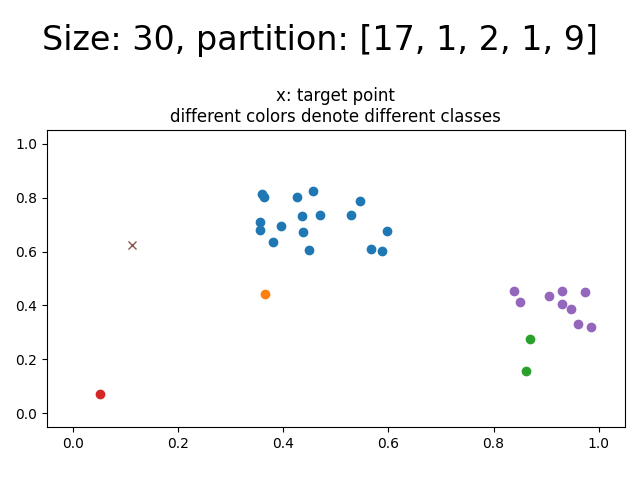 Size: 30, partition: [17, 1, 2, 1, 9]
x: target point
different colors denote different classes
1.0
0.8
0.6
0.4
0.2
0.0
0.0 0.2 0.4 0.6 0.8 1.0